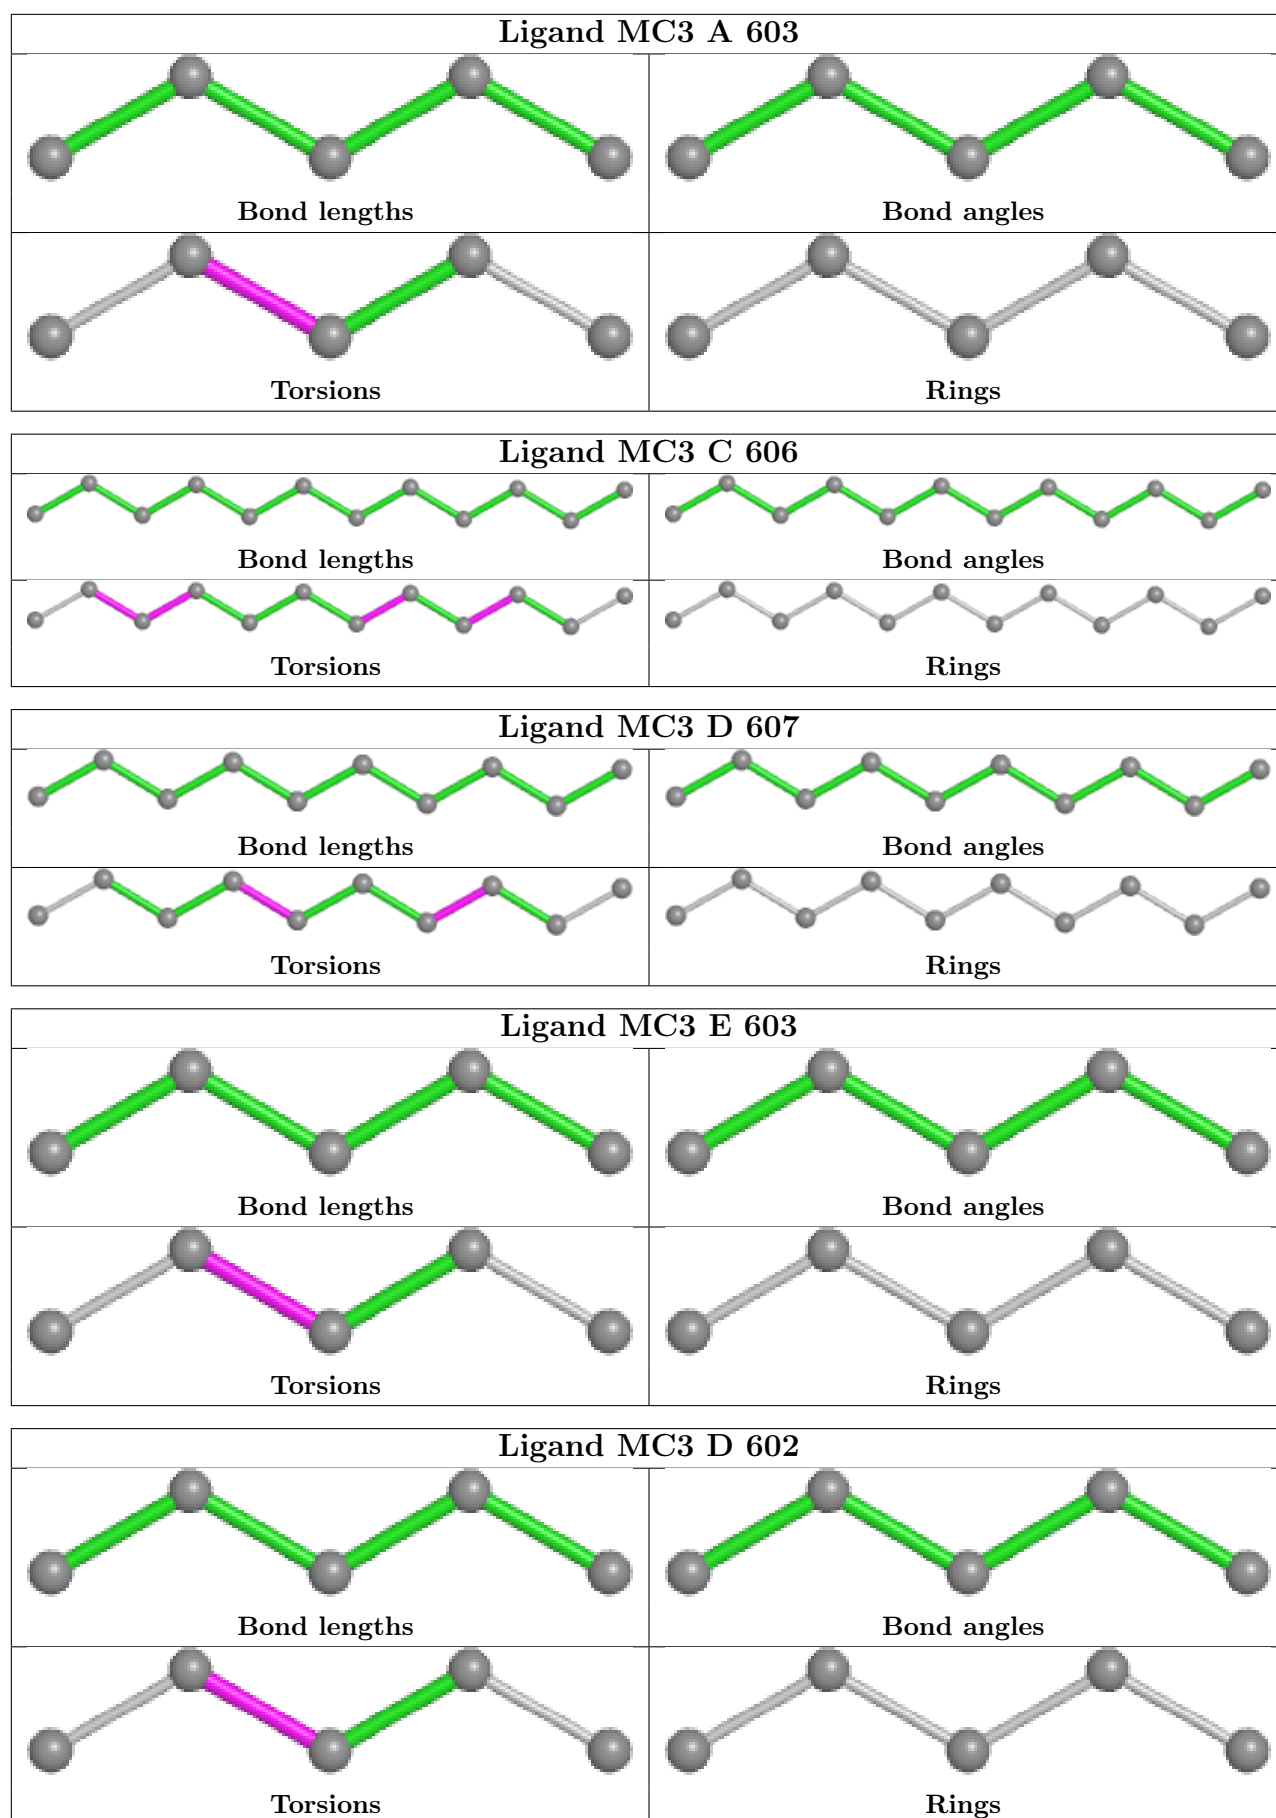 Ligand MC3 A 603
Bond lengths
Bond angles
Torsions
Rings
Ligand MC3 C 606
Bond lengths
Bond angles
Torsions
Rings
Ligand MC3 D 607
Bond lengths
Bond angles
Torsions
Rings
Ligand MC3 E 603
Bond lengths
Bond angles
Torsions
Rings
Ligand MC3 D 602
Bond lengths
Bond angles
Torsions
Rings